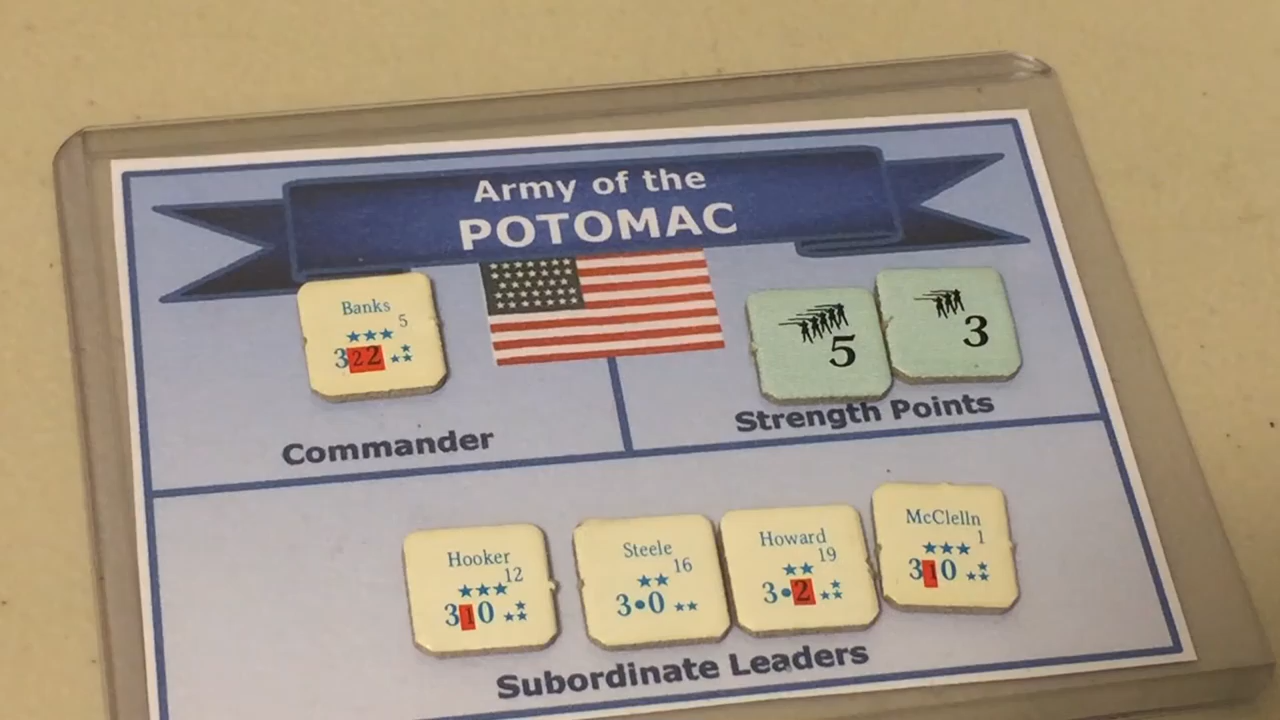 Army of the
POTOMAC
Banks
5
322
5
3
Commander
Strength Points
Hooker
12
310
Steele
16
3•0
Howard
19
3•2
McClelln
1
310
Subordinate Leaders